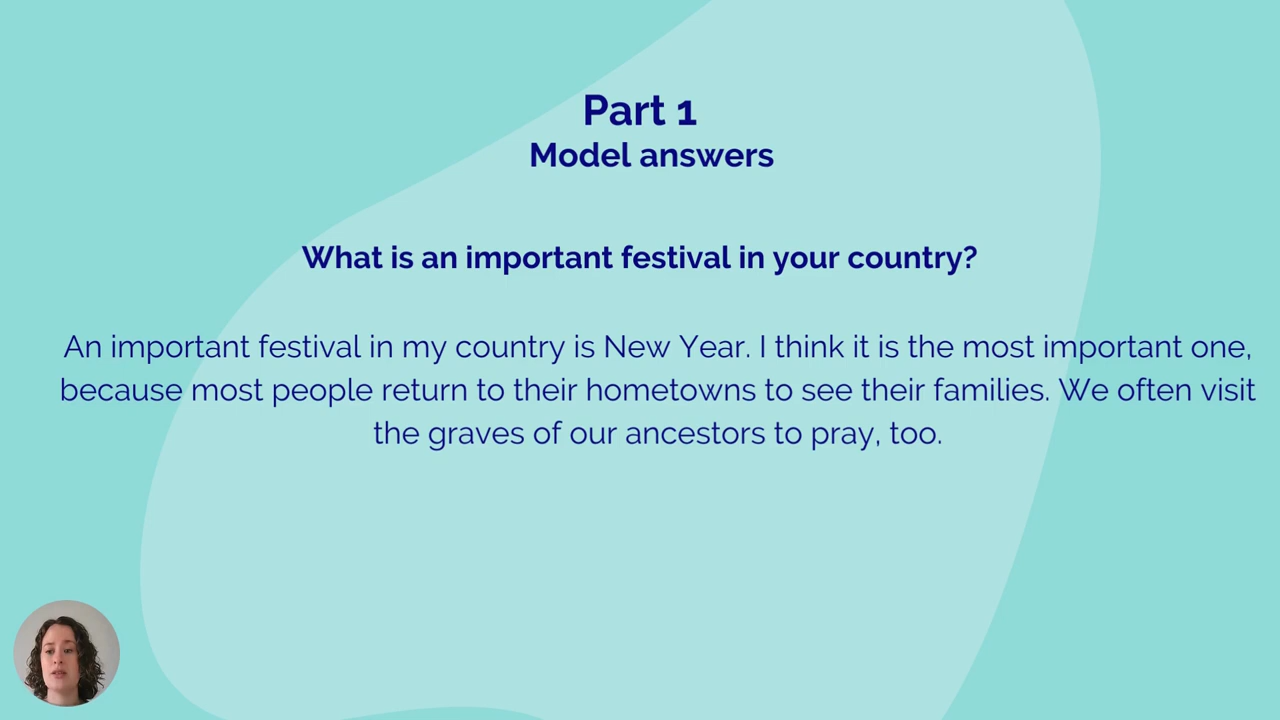 Part 1
Model answers
What is an important festival in your country?
An important festival in my country is New Year. I think it is the most important one,
because most people return to their hometowns to see their families. We often visit
the graves of our ancestors to pray, too.